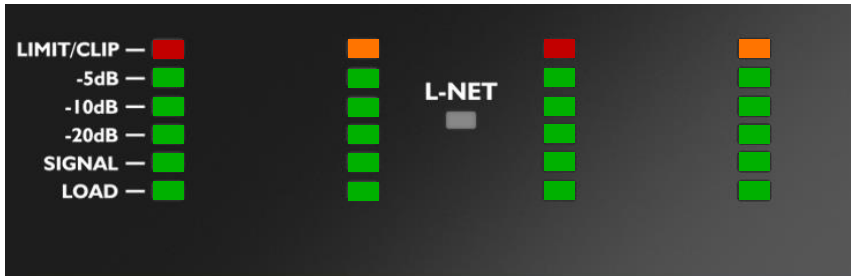 LIMIT/CLIP —
-5dB —
-10dB —
L-NET
-20dB —
SIGNAL —
LOAD —